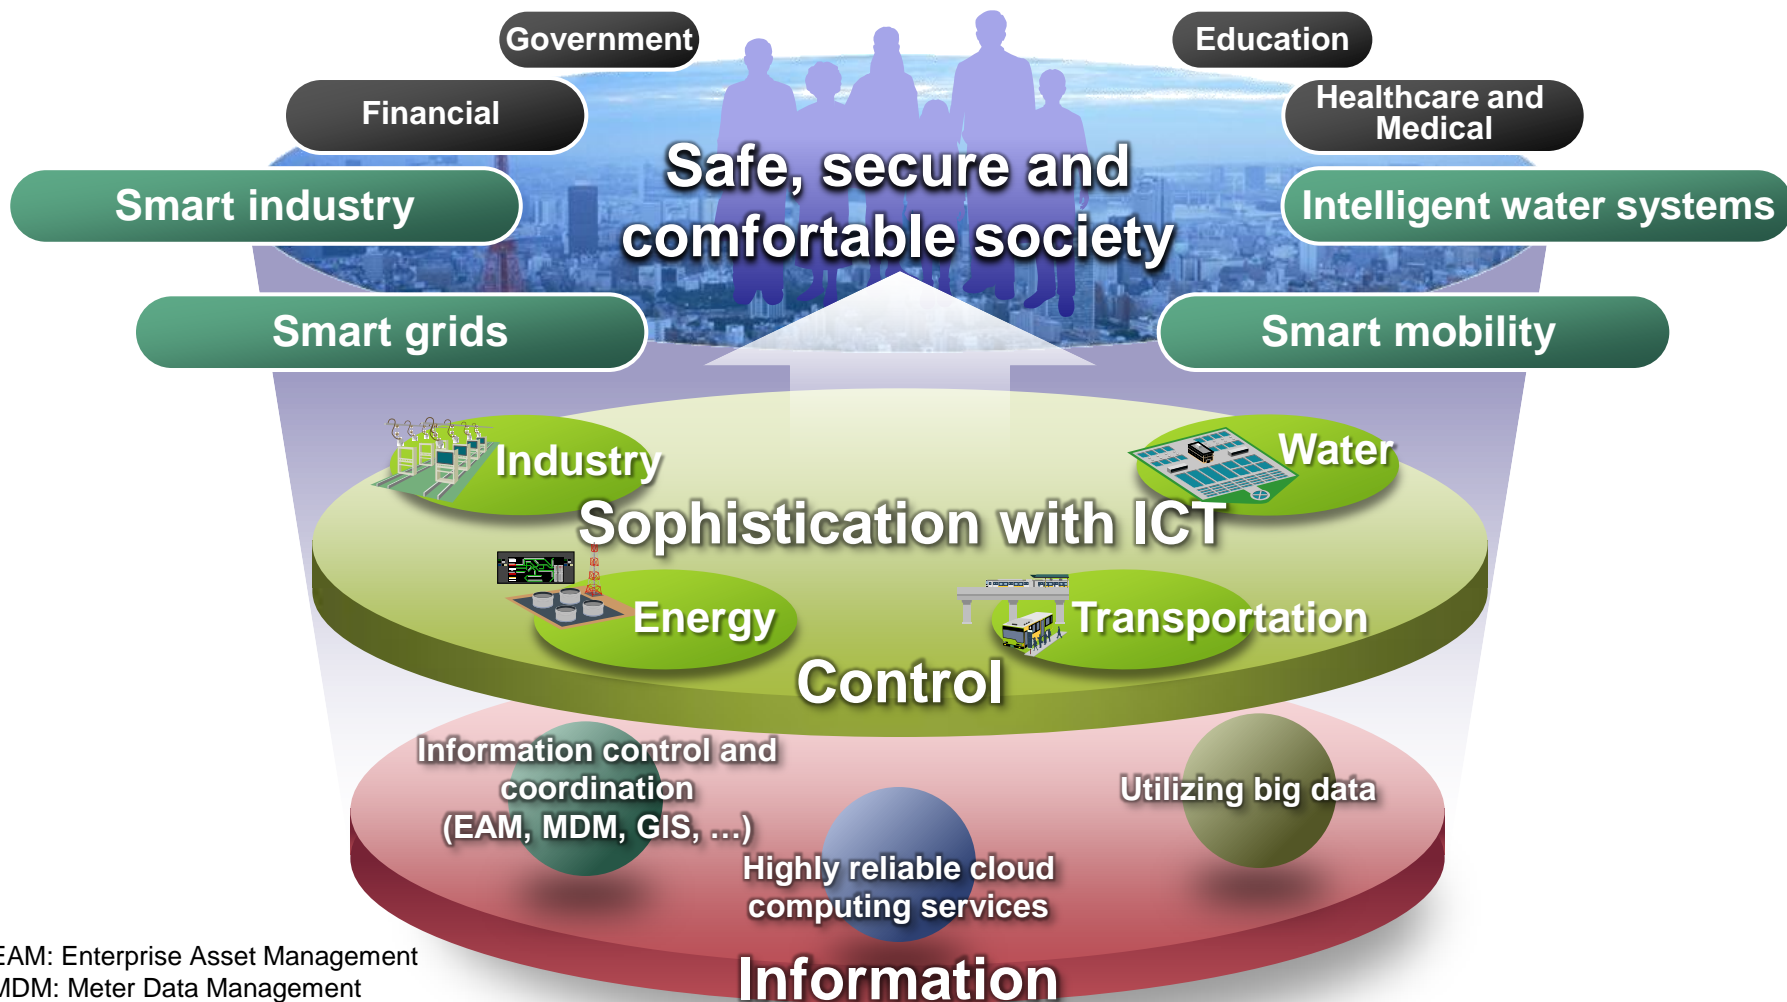 Government
Education
Financial
Healthcare and
Medical
Safe, secure and
comfortable society
Smart industry
Intelligent water systems
Smart grids
Smart mobility
Industry
Water
Sophistication with ICT
Energy
Transportation
Control
Information control and
coordination
(EAM, MDM, GIS, …)
Utilizing big data
Highly reliable cloud
computing services
Information
EAM: Enterprise Asset Management
MDM: Meter Data Management